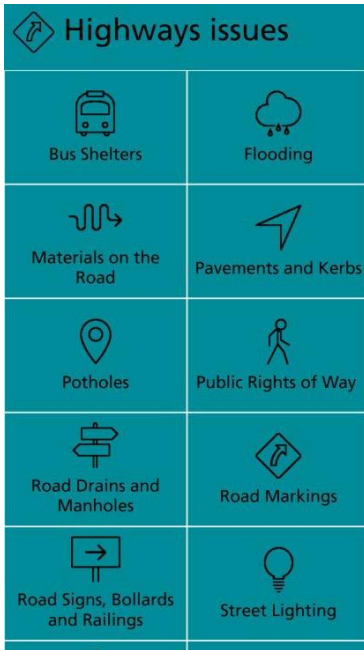 Highways issues
Bus Shelters
Flooding
Materials on the
Road
Pavements and Kerbs
Potholes
Public Rights of Way
Road Drains and
Manholes
Road Markings
Road Signs, Bollards
and Railings
Street Lighting